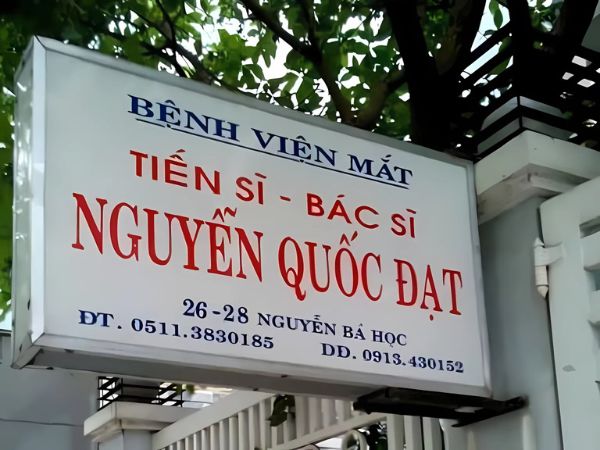 BỆNH VIỆN MẮT
TIẾN SĨ - BÁC SĨ
NGUYỄN QUỐC ĐẠT
26-28 NGUYỄN BÁ HỌC
ĐT. 0511.3830185 DD. 0913.430152